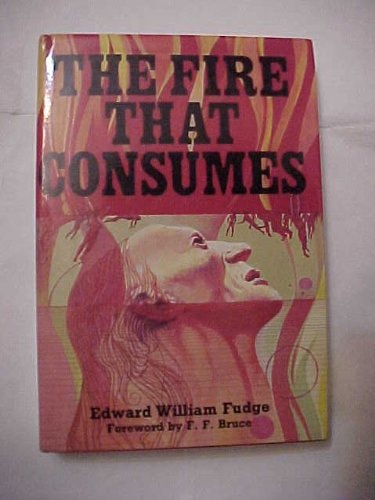 THE FIRE
THAT
CONSUMES
Edward William Fudge
Foreword by F. F. Bruce